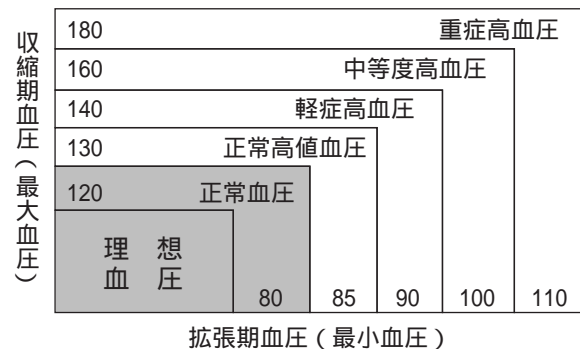 収縮期血圧（最大血圧）
180 重症高血圧
160 中等度高血圧
140 軽症高血圧
130 正常高値血圧
120 正常血圧
理想
血圧
80 85 90 100 110
拡張期血圧（最小血圧）